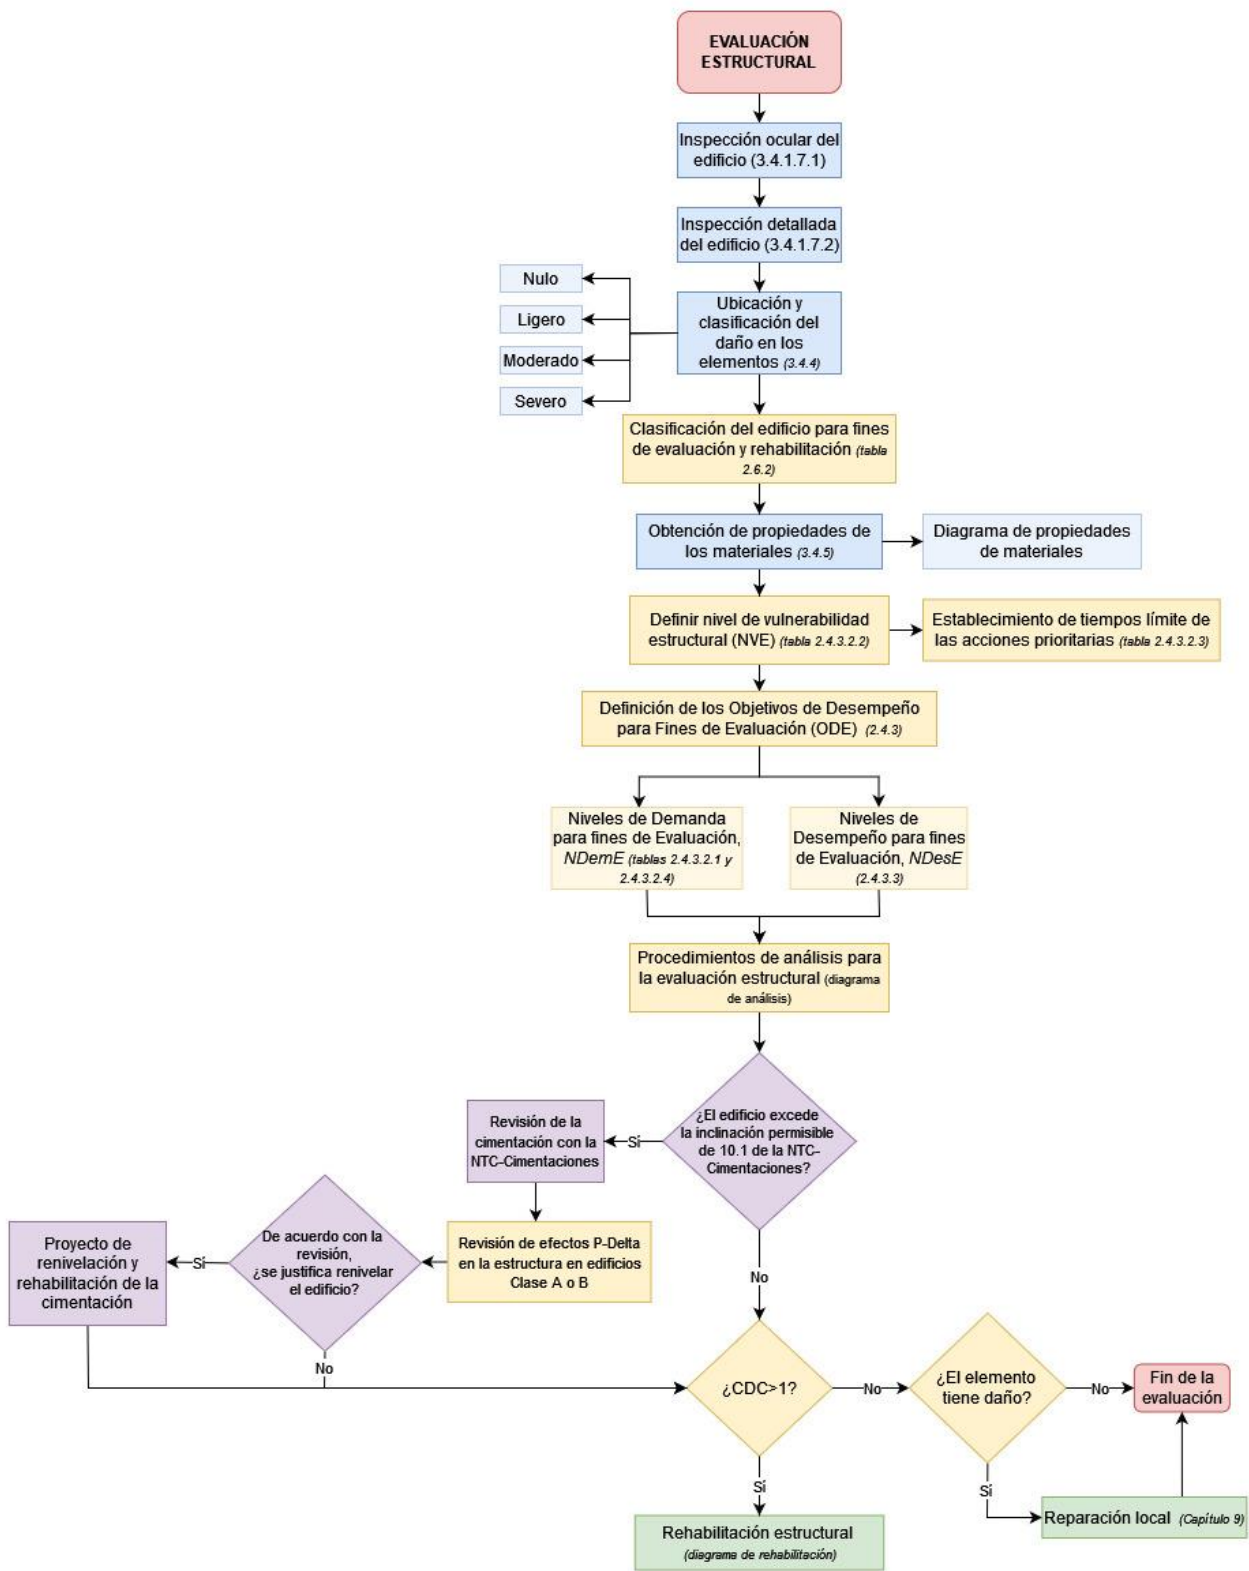 EVALUACIÓN
ESTRUCTURAL
Inspección ocular del
edificio (3.4.1.7.1)
Inspección detallada
del edificio (3.4.1.7.2)
Ubicación y
clasificación del
daño en los
elementos (3.4.4)
Nulo
Ligero
Moderado
Severo
Clasificación del edificio para fines
de evaluación y rehabilitación (tabla
2.6.2)
Obtención de propiedades de
los materiales (3.4.5)
Diagrama de propiedades
de materiales
Definir nivel de vulnerabilidad
estructural (NVE) (tabla 2.4.3.2.2)
Establecimiento de tiempos límite de
las acciones prioritarias (tabla 2.4.3.2.3)
Definición de los Objetivos de Desempeño
para Fines de Evaluación (ODE) (2.4.3)
Niveles de Demanda
para fines de Evaluación,
NDemE (tablas 2.4.3.2.1 y
2.4.3.2.4)
Niveles de
Desempeño para fines
de Evaluación, NDesE
(2.4.3.3)
Procedimientos de análisis para
la evaluación estructural (diagrama
de análisis)
¿El edificio excede
la inclinación permisible
de 10.1 de la NTC-
Cimentaciones?
Sí
Revisión de la
cimentación con la
NTC-Cimentaciones
Revisión de efectos P-Delta
en la estructura en edificios
Clase A o B
De acuerdo con la
revisión,
¿se justifica renivelar
el edificio?
Sí
Proyecto de
renivelación y
rehabilitación de la
cimentación
No
No
¿CDC>1?
No
¿El elemento
tiene daño?
No
Fin de la
evaluación
Sí
Sí
Reparación local (Capítulo 9)
Rehabilitación estructural
(diagrama de rehabilitación)